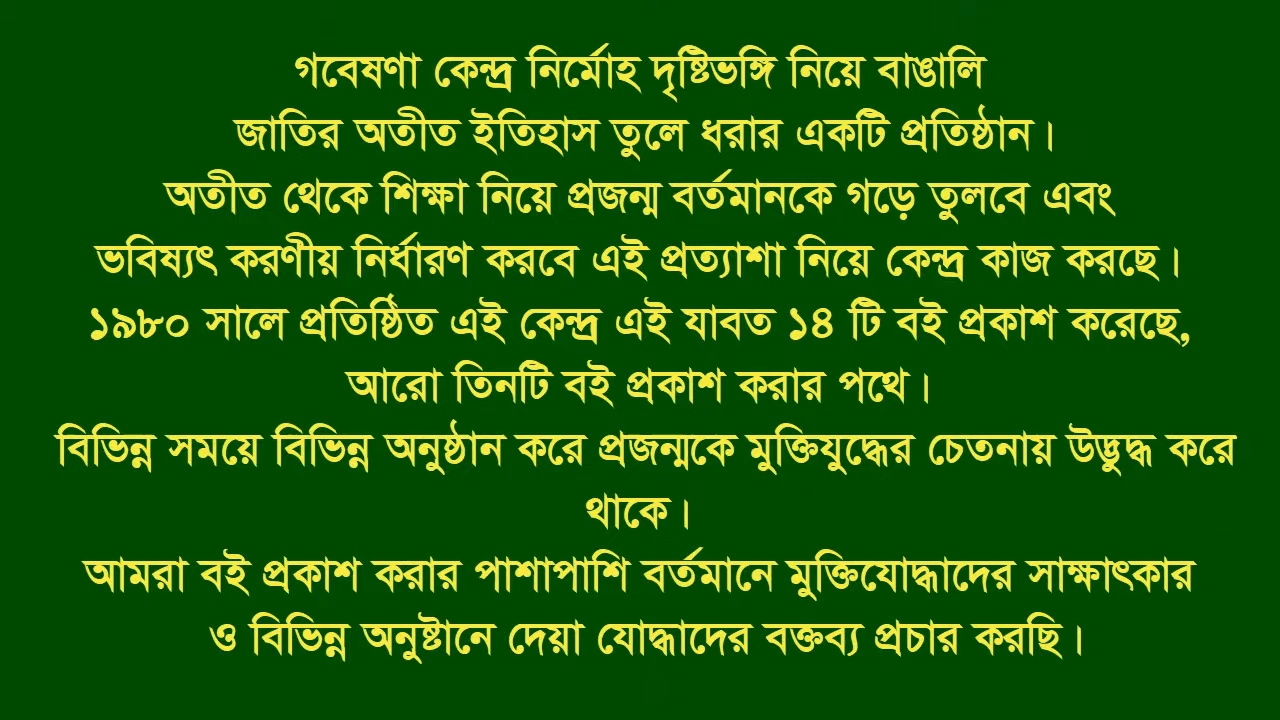 গবেষণা কেন্দ্র নির্মোহ দৃষ্টিভঙ্গি নিয়ে বাঙালি
জাতির অতীত ইতিহাস তুলে ধরার একটি প্রতিষ্ঠান।
অতীত থেকে শিক্ষা নিয়ে প্রজন্ম বর্তমানকে গড়ে তুলবে এবং
ভবিষ্যৎ করণীয় নির্ধারণ করবে এই প্রত্যাশা নিয়ে কেন্দ্র কাজ করছে।
১৯৮০ সালে প্রতিষ্ঠিত এই কেন্দ্র এই যাবত ১৪ টি বই প্রকাশ করেছে,
আরো তিনটি বই প্রকাশ করার পথে।
বিভিন্ন সময়ে বিভিন্ন অনুষ্ঠান করে প্রজন্মকে মুক্তিযুদ্ধের চেতনায় উদ্ভুদ্ধ করে
থাকে।
আমরা বই প্রকাশ করার পাশাপাশি বর্তমানে মুক্তিযোদ্ধাদের সাক্ষাৎকার
ও বিভিন্ন অনুষ্টানে দেয়া যোদ্ধাদের বক্তব্য প্রচার করছি।